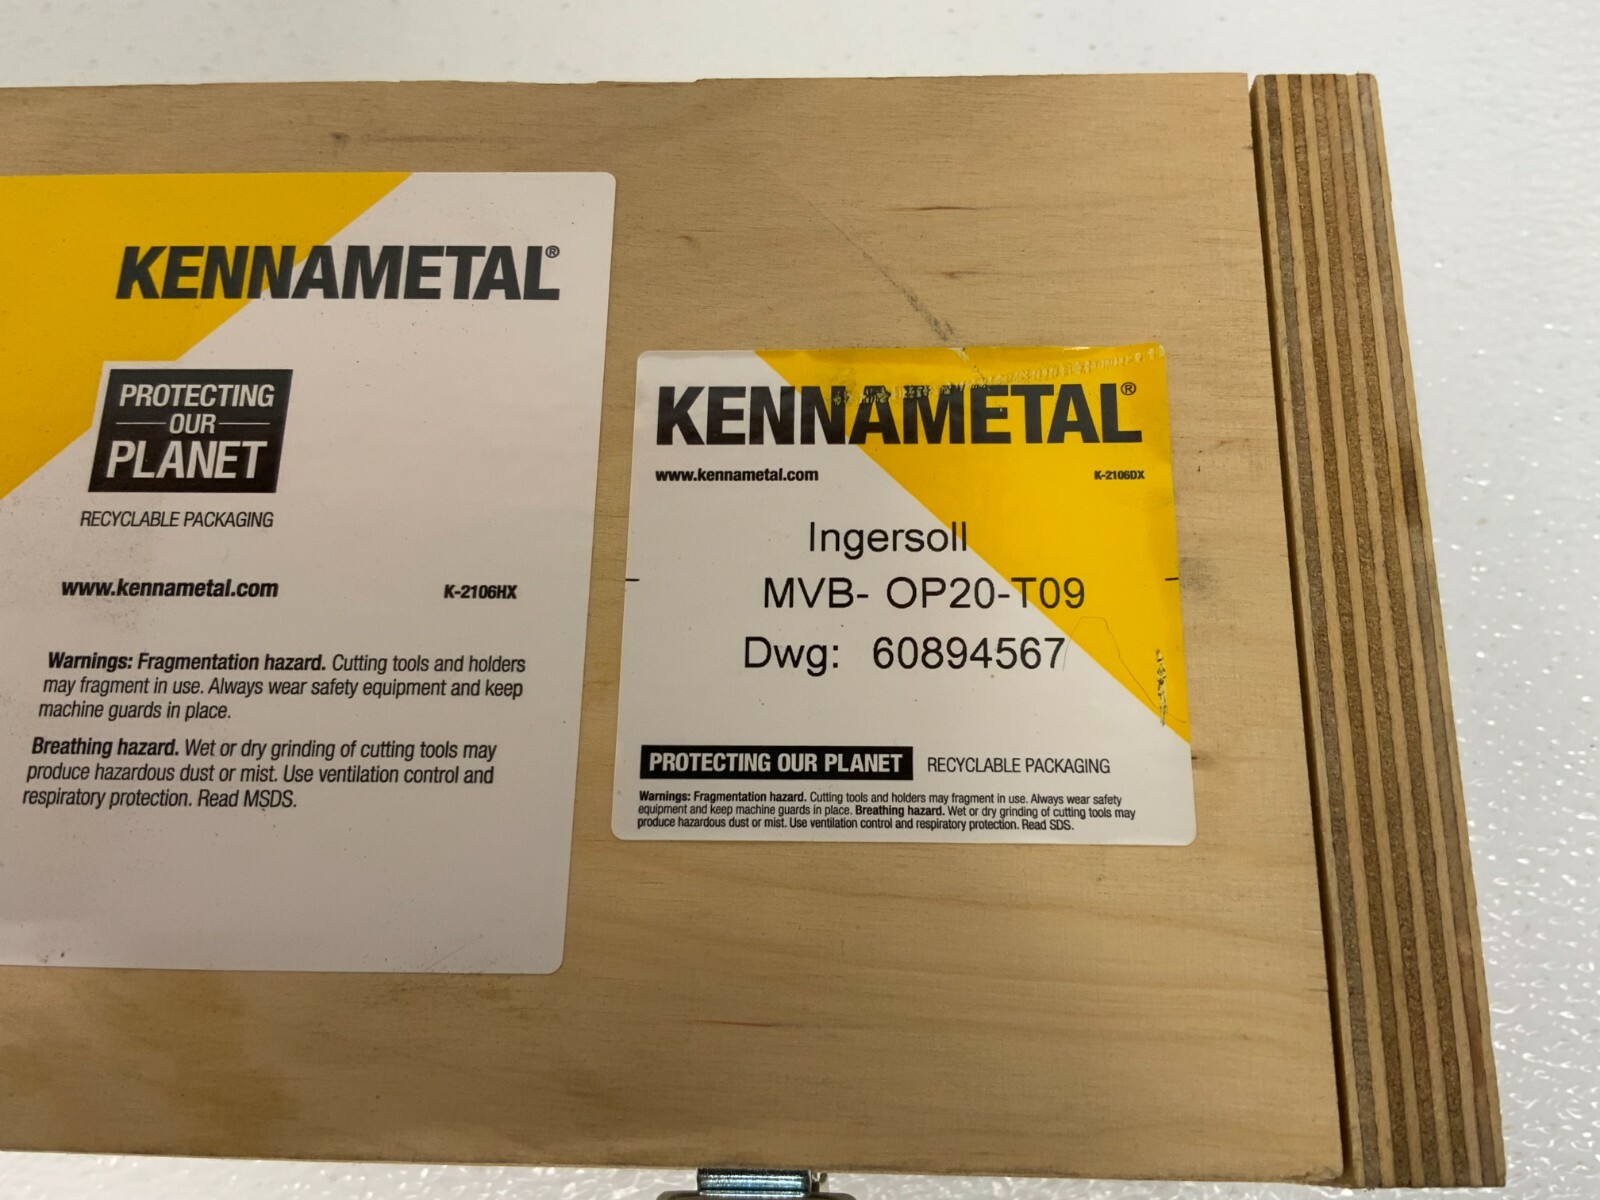 KENNAMETAL®
PROTECTING
OUR
PLANET
RECYCLABLE PACKAGING
www.kennametal.com K-2106HX
Warnings: Fragmentation hazard. Cutting tools and holders
may fragment in use. Always wear safety equipment and keep
machine guards in place.
Breathing hazard. Wet or dry grinding of cutting tools may
produce hazardous dust or mist. Use ventilation control and
respiratory protection. Read MSDS.
KENNAMETAL®
www.kennametal.com K-2106DX
Ingersoll
MVB- OP20-T09
Dwg: 60894567
PROTECTING OUR PLANET RECYCLABLE PACKAGING
Warnings: Fragmentation hazard. Cutting tools and holders may fragment in use. Always wear safety
equipment and keep machine guards in place. Breathing hazard. Wet or dry grinding of cutting tools may
produce hazardous dust or mist. Use ventilation control and respiratory protection. Read SDS.